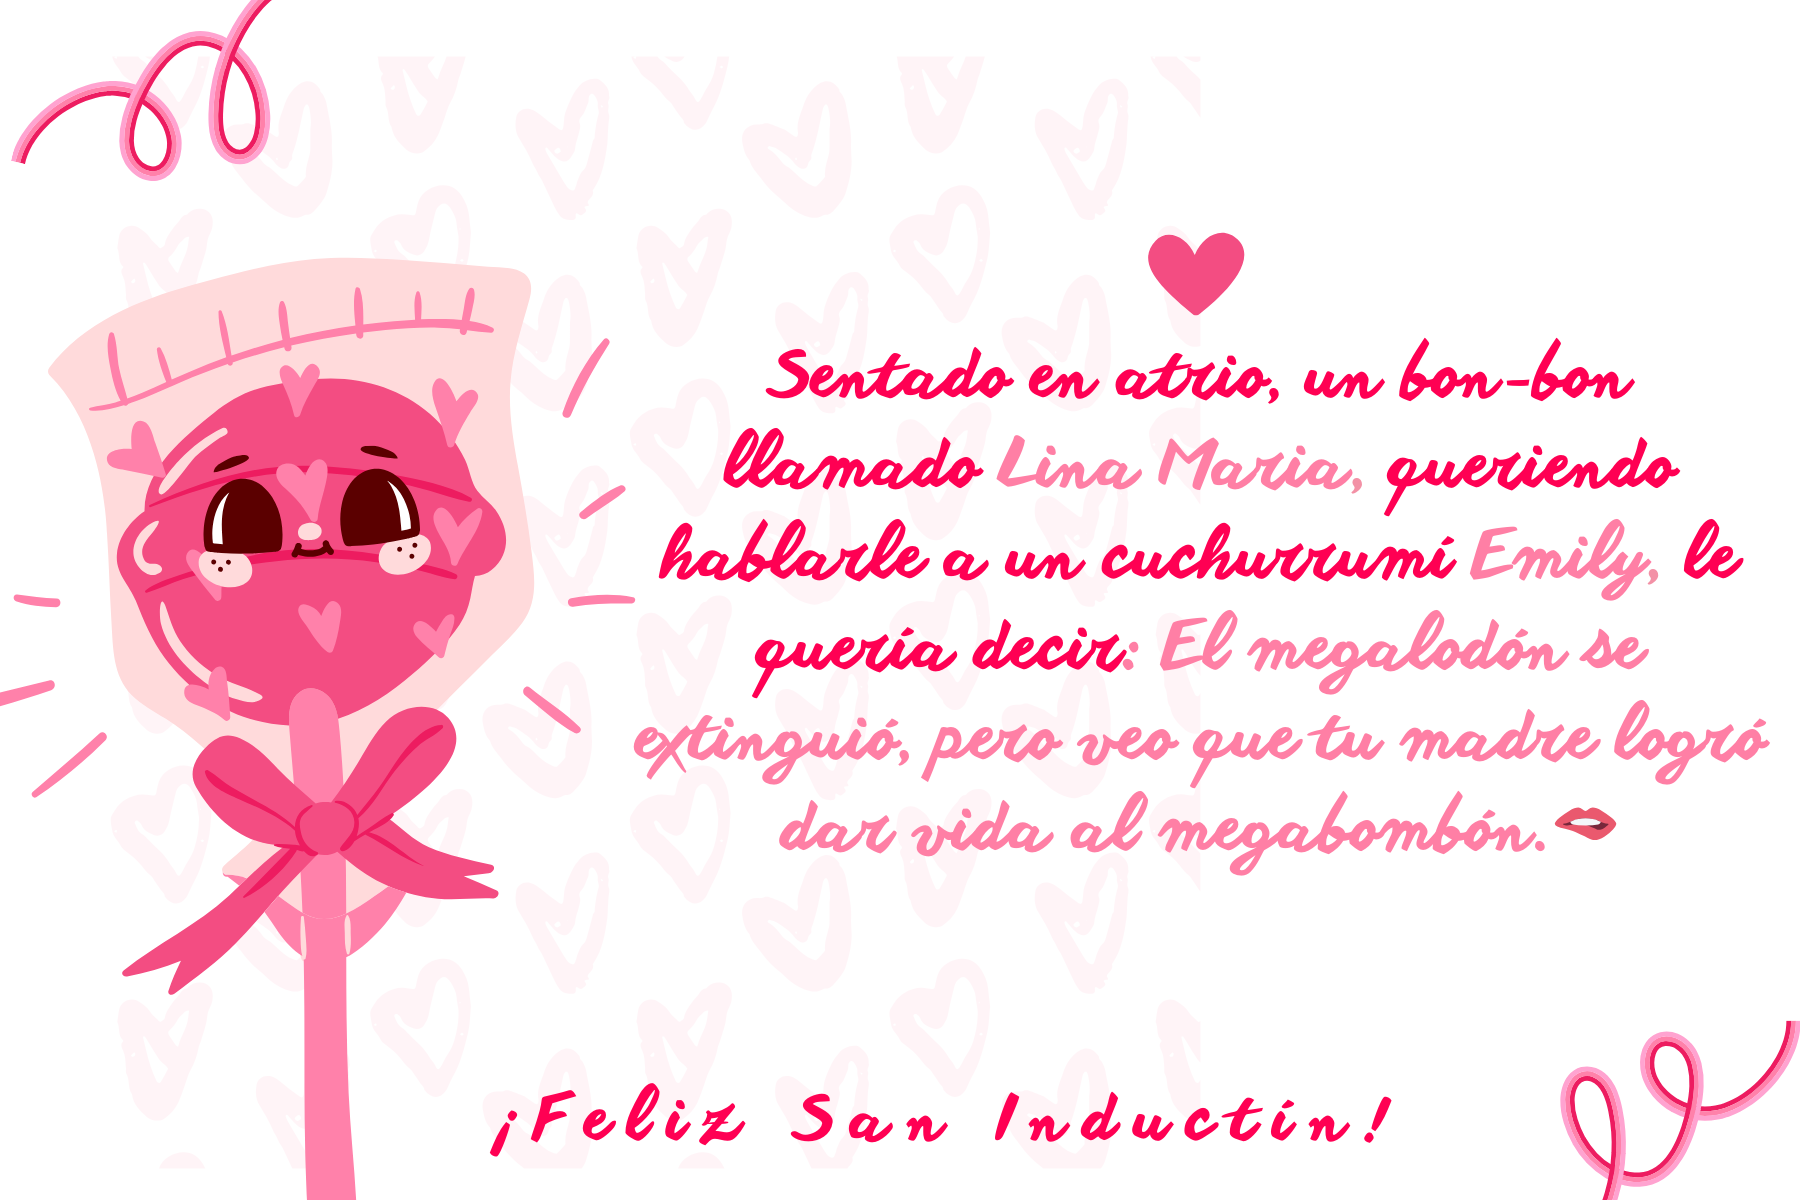 Sentado en atrio, un bon-bon
llamado Lina Maria, queriendo
hablarle a un cuchurrumí Emily, le
quería decir: El megalodón se
extinguió, pero veo que tu madre logró
dar vida al megabombón.
¡Feliz San Inductín!